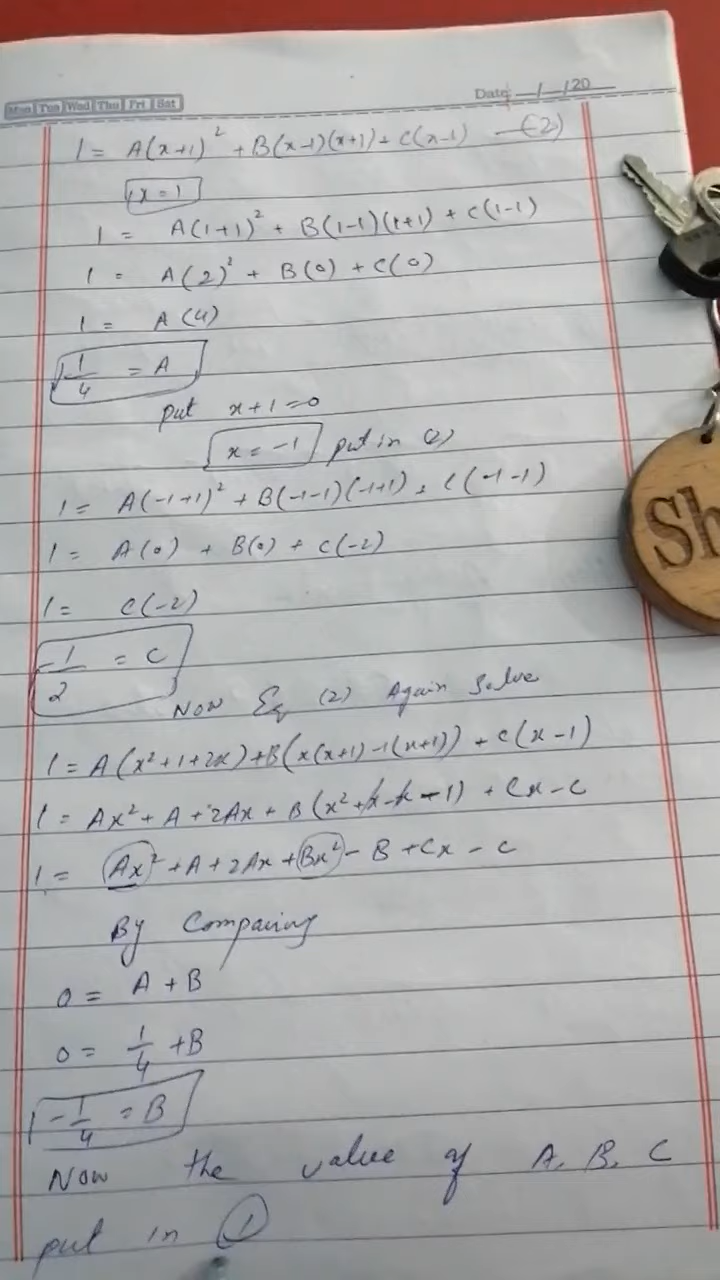 Mon Tue Wed Thu Fri Sat
Date __/__/20__
1 = A(x+1)² + B(x-1)(x+1) + C(x-1) —(2)
x = 1
1 = A(1+1)² + B(1-1)(1+1) + C(1-1)
1 = A(2)² + B(0) + C(0)
1 = A(4)
1/4 = A
put x+1=0
x = -1 put in (2)
1 = A(-1+1)² + B(-1-1)(-1+1) + C(-1-1)
1 = A(0) + B(0) + C(-2)
1 = C(-2)
-1/2 = C
NOW Eq (2) Again Solve
1 = A(x²+1+2x)+B(x(x+1)-1(x+1)) + C(x-1)
1 = Ax² + A + 2Ax + B(x²+x-x-1) + Cx - C
1 = Ax² + A + 2Ax + Bx² - B + Cx - C
By Comparing
0 = A + B
0 = 1/4 + B
-1/4 = B
NOW the value of A, B, C
put in (1)
Sh